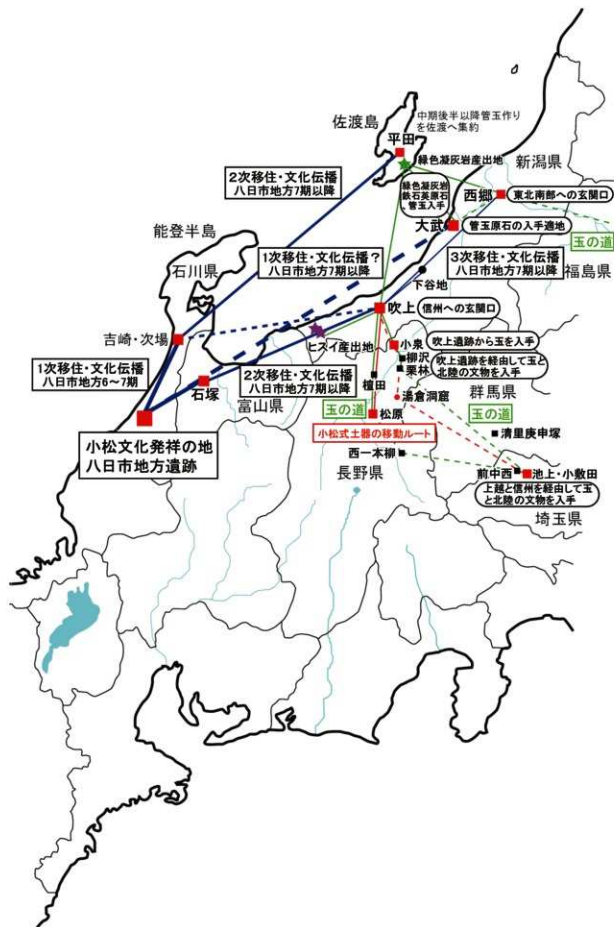 佐渡島
中期後半以降管玉作り
を佐渡へ集約
平田
緑色凝灰岩産出地
新潟県
2次移住・文化伝播
八日市地方7期以降
緑色凝灰岩
鉄石英原石
、管玉入手
西郷
東北南部への玄関口
大武
管玉原石の入手適地
玉の道
能登半島
石川県
1次移住・文化伝播？
八日市地方7期以降
3次移住・文化伝播
八日市地方7期以降
福島県
下谷地
吹上
信州への玄関口
吉崎・次場
ヒスイ産出地
小泉
吹上遺跡から玉を入手
柳沢
栗林
吹上遺跡を経由して玉と
北陸の文物を入手
1次移住・文化伝播
八日市地方6～7期
石塚
2次移住・文化伝播
八日市地方7期以降
富山県
檀田
群馬県
湯倉洞窟
玉の道
玉の道
松原
小松式土器の移動ルート
清里庚申塚
小松文化発祥の地
八日市地方遺跡
西一本柳
長野県
前中西
池上・小敷田
上越と信州を経由して玉
と北陸の文物を入手
埼玉県